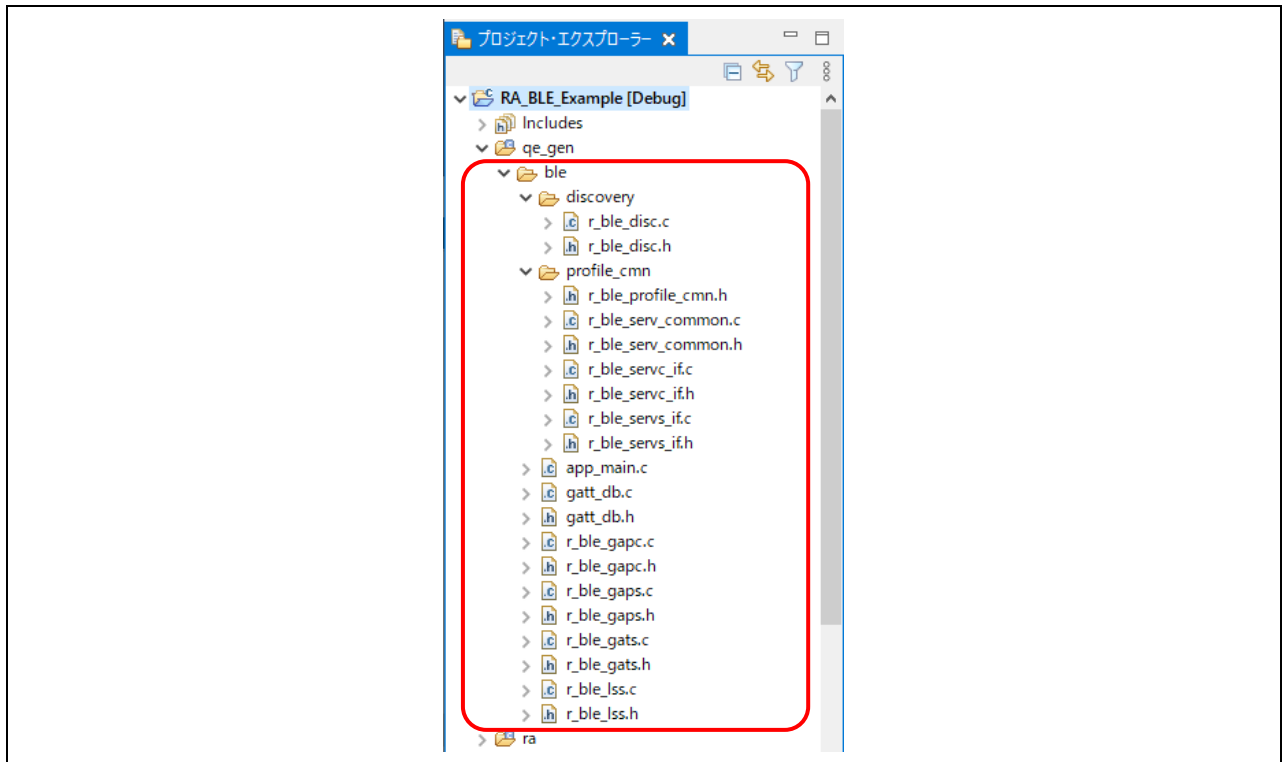 プロジェクト・エクスプローラー
RA_BLE_Example [Debug]
Includes
qe_gen
ble
discovery
r_ble_disc.c
r_ble_disc.h
profile_cmn
r_ble_profile_cmn.h
r_ble_serv_common.c
r_ble_serv_common.h
r_ble_servc_if.c
r_ble_servc_if.h
r_ble_servs_if.c
r_ble_servs_if.h
app_main.c
gatt_db.c
gatt_db.h
r_ble_gapc.c
r_ble_gapc.h
r_ble_gaps.c
r_ble_gaps.h
r_ble_gats.c
r_ble_gats.h
r_ble_lss.c
r_ble_lss.h
ra